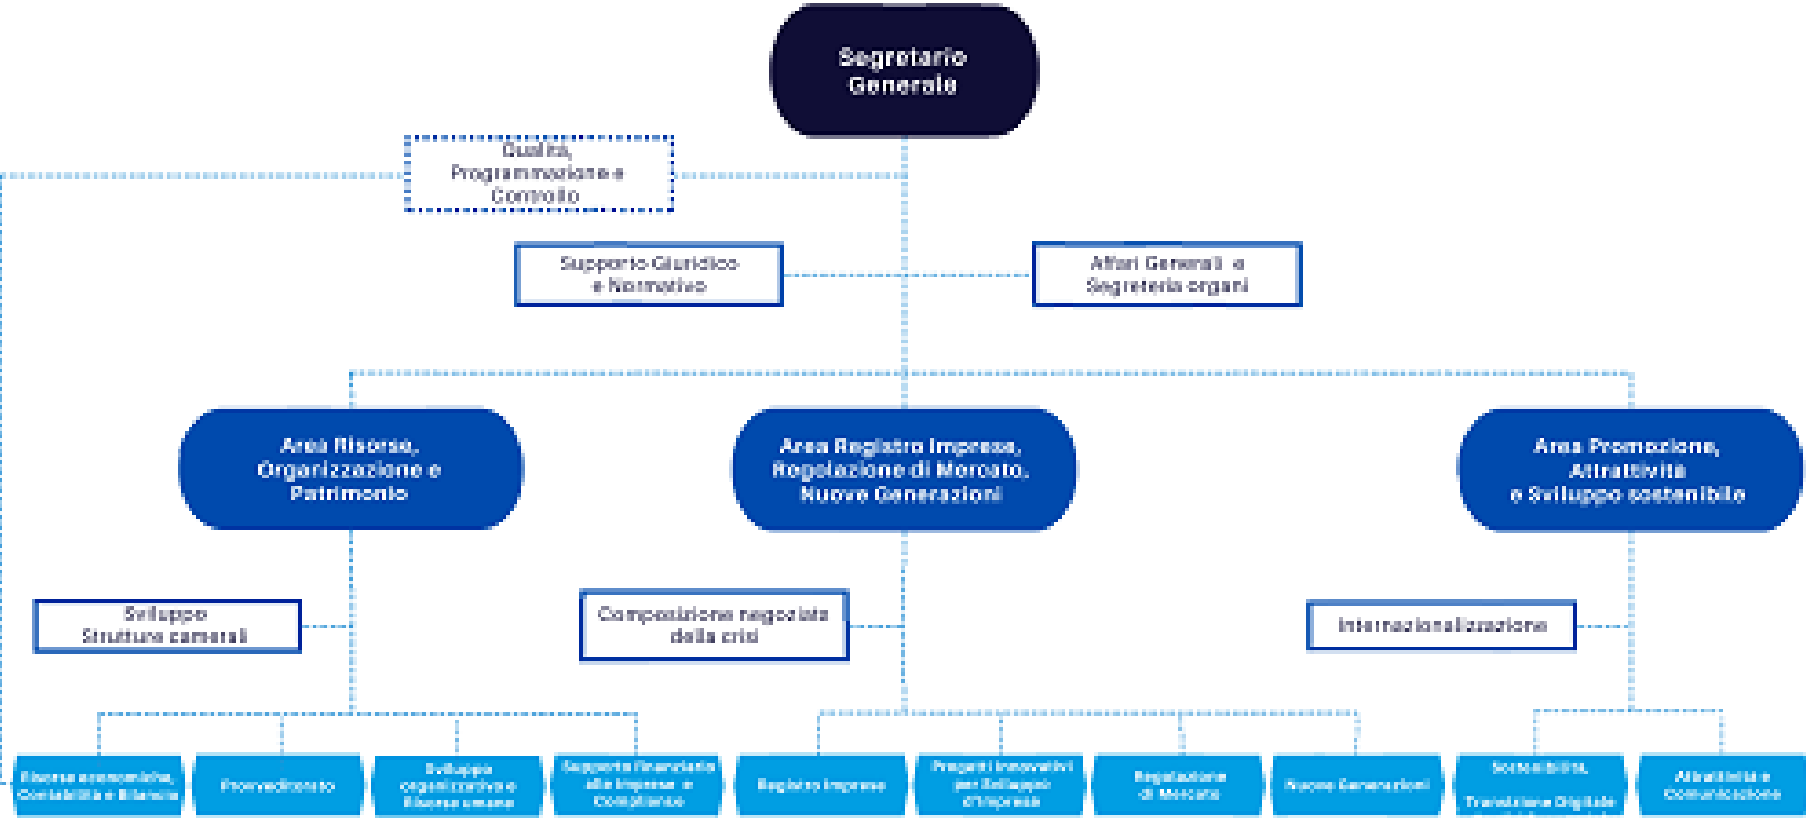 Segretario
Generale
Qualità,
Programmazione e
Controllo
Supporto Giuridico
e Normativo
Affari Generali e
Segreteria organi
Area Risorse,
Organizzazione e
Patrimonio
Area Registro Imprese,
Regolazione di Mercato,
Nuove Generazioni
Area Promozione,
Attrattività
e Sviluppo sostenibile
Sviluppo
Strutture camerali
Composizione negoziata
della crisi
Internazionalizzazione
Risorse economiche,
Contabilità e Bilancio
Provveditorato
Sviluppo
organizzativo e
Risorse umane
Supporto finanziario
alle Imprese e
Compliance
Registro Imprese
Progetti innovativi
per Sviluppo
d'Impresa
Regolazione
di Mercato
Nuove Generazioni
Sostenibilità,
Transizione Digitale
Attrattività e
Comunicazione